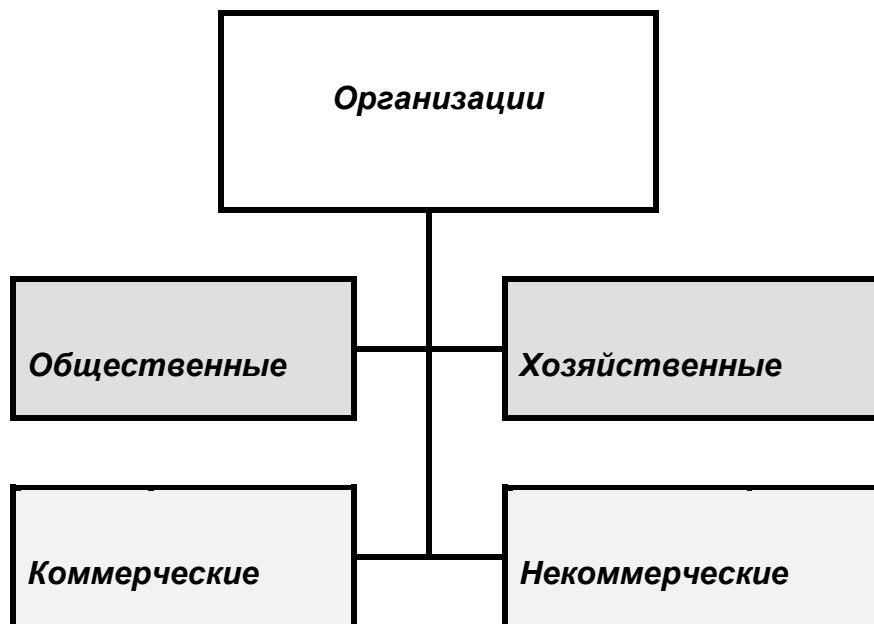 Организации
Общественные
Хозяйственные
Коммерческие
Некоммерческие